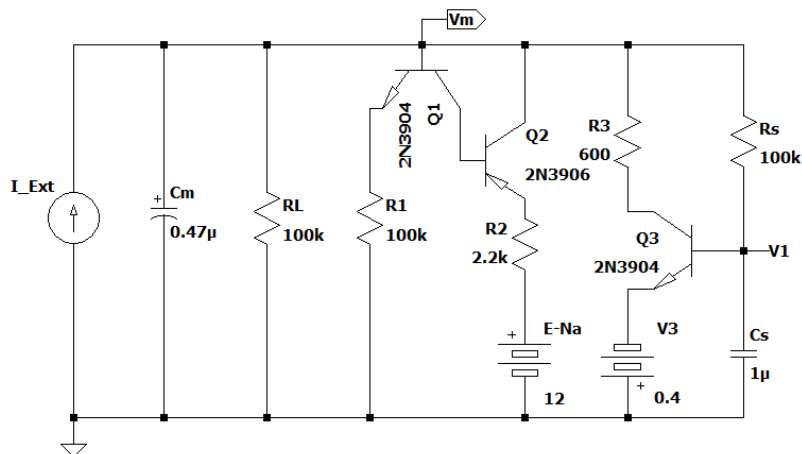 Vm
I_Ext
Cm
0.47µ
RL
100k
R1
100k
2N3904
Q1
Q2
2N3906
R2
2.2k
E-Na
12
R3
600
Q3
2N3904
V3
0.4
Rs
100k
V1
Cs
1µ